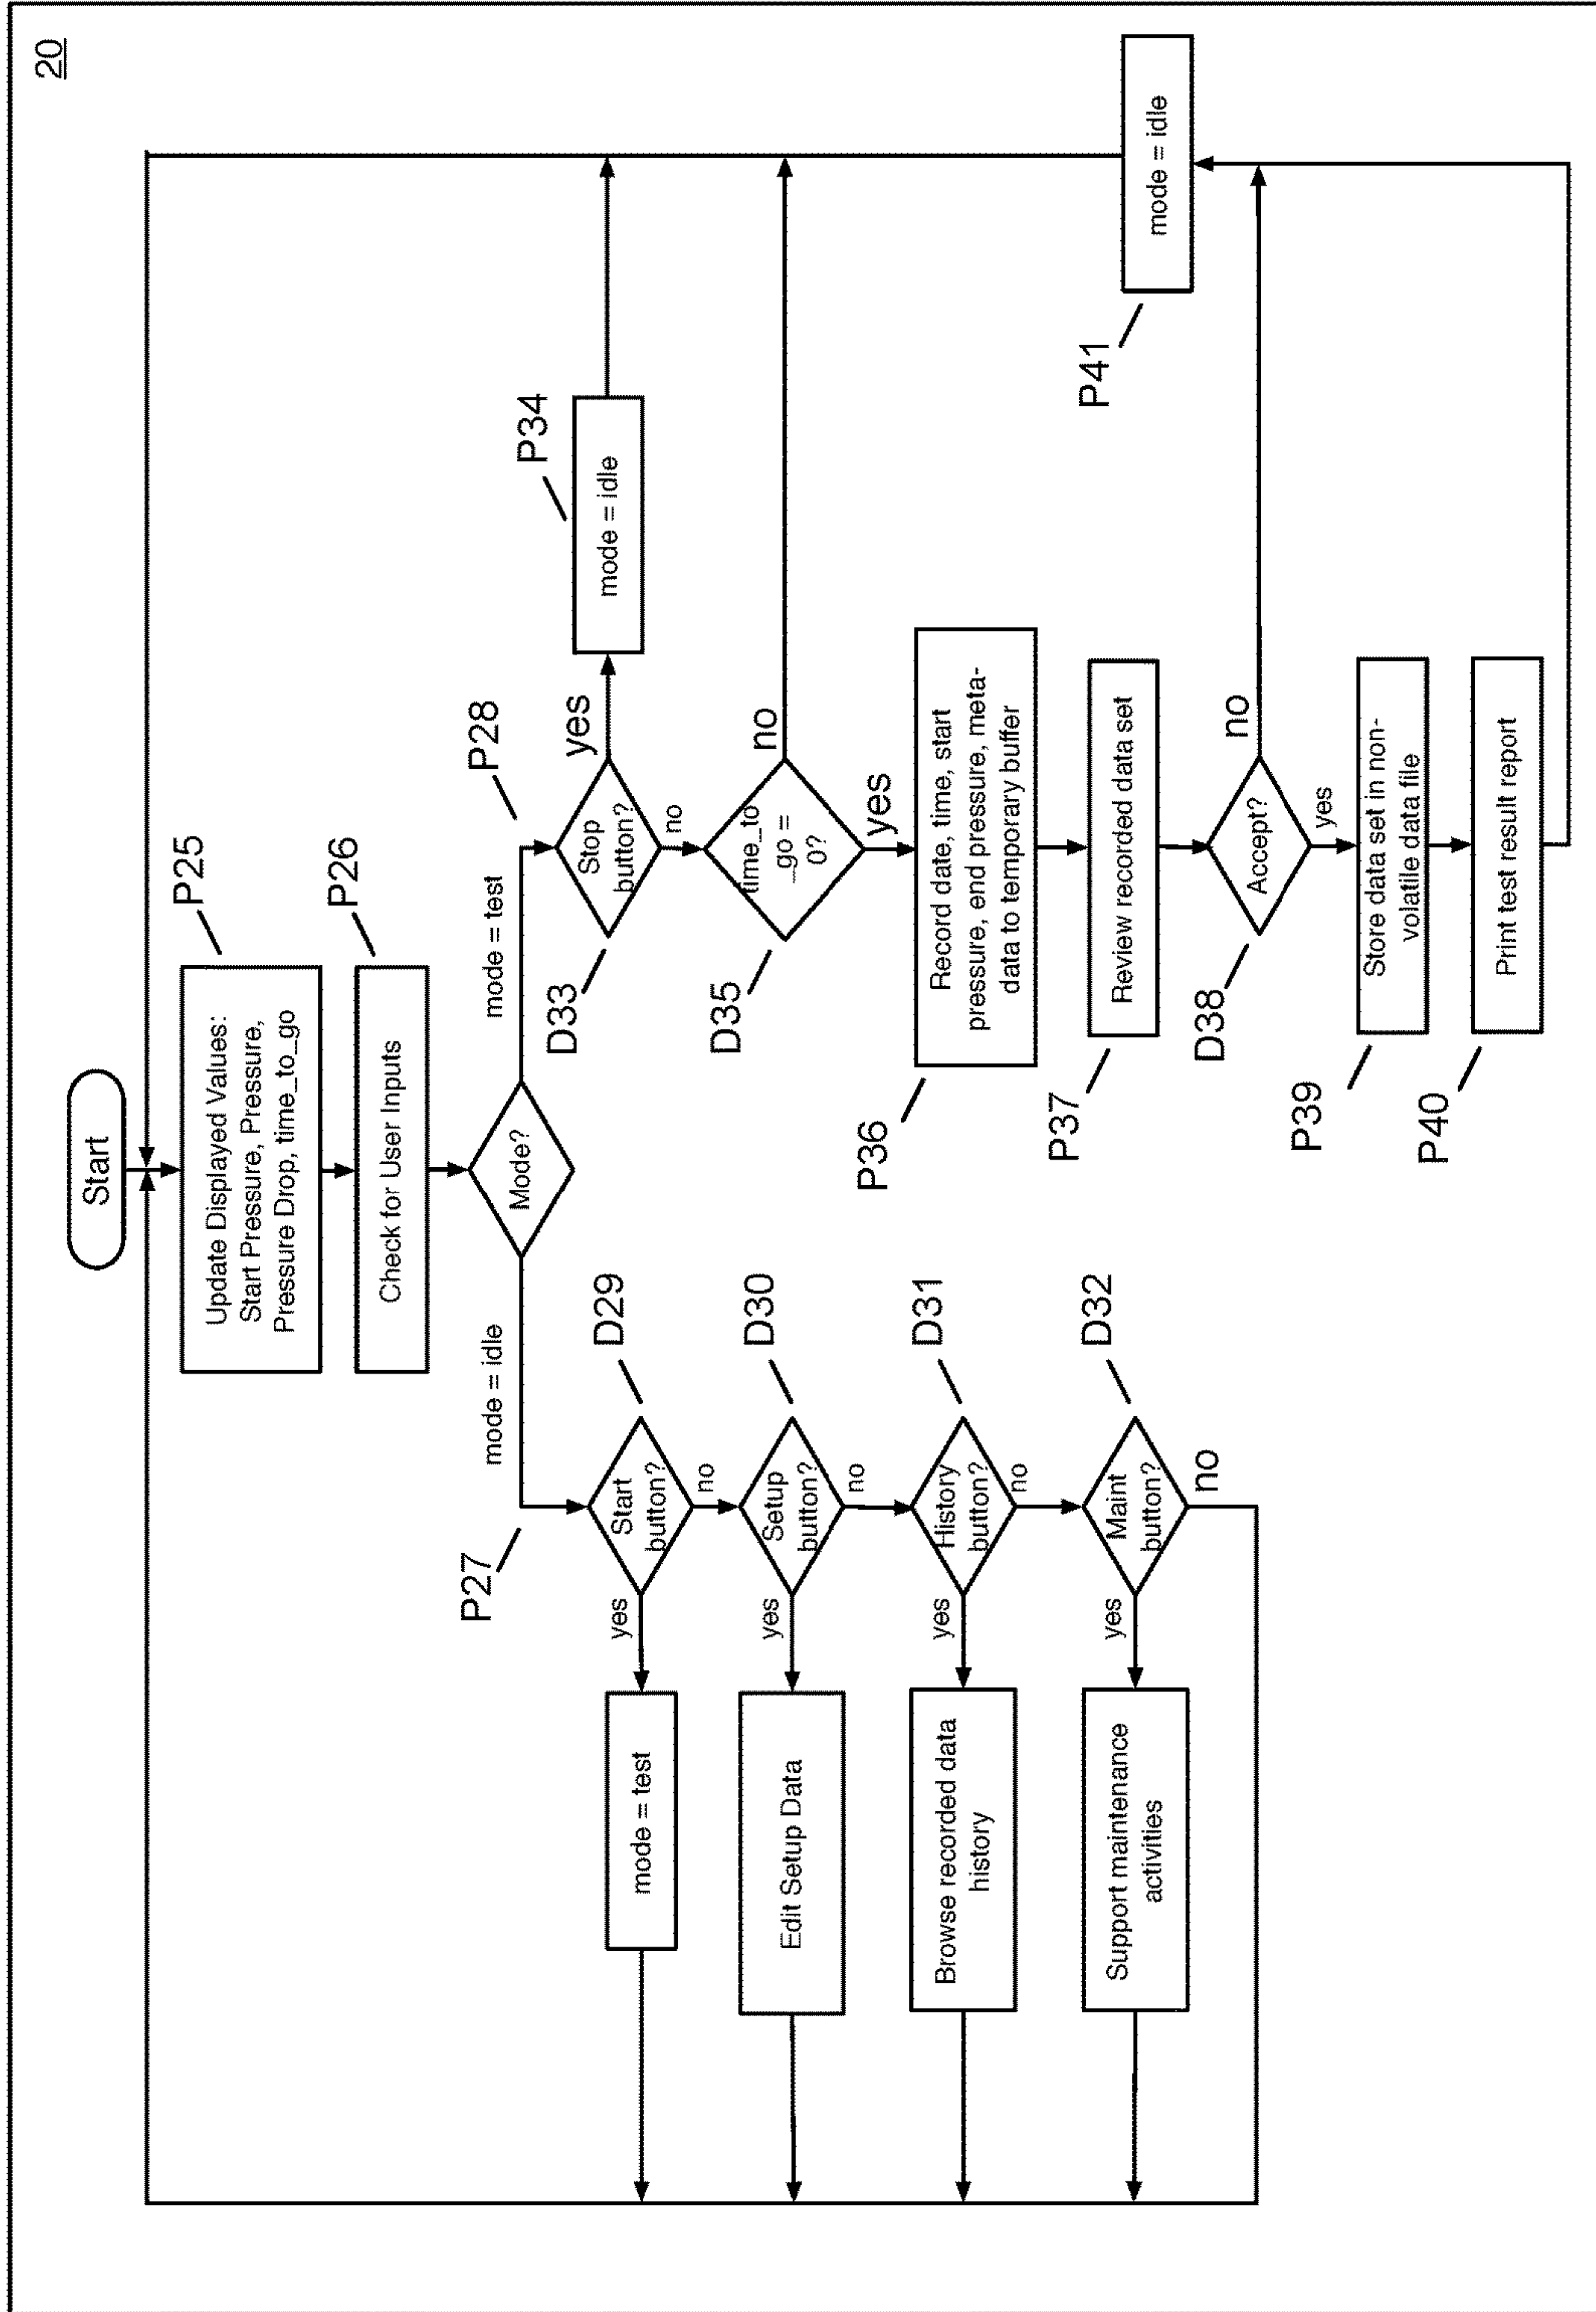 20
Start
P25
Update Displayed Values:
Start Pressure, Pressure,
Pressure Drop, time_to_go
P26
Check for User Inputs
Mode?
mode = idle
mode = test
P27
P28
Start
button?
D29
yes
no
mode = test
Setup
button?
D30
yes
no
Edit Setup Data
History
button?
D31
yes
no
Browse recorded data
history
Maint
button?
D32
yes
no
Support maintenance
activities
Stop
button?
D33
yes
no
P34
mode = idle
time_to
_go =
0?
D35
no
yes
P36
Record date, time, start
pressure, end pressure, meta-
data to temporary buffer
P37
Review recorded data set
D38
Accept?
no
yes
P39
Store data set in non-
volatile data file
P40
Print test result report
P41
mode = idle